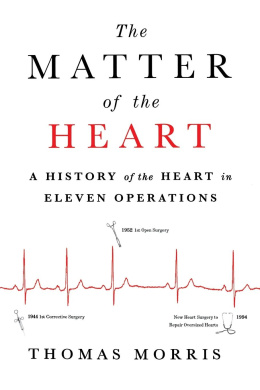 The
MATTER
of the
HEART
A HISTORY of the HEART in
ELEVEN OPERATIONS
1952 1st Open Surgery
1944 1st Corrective Surgery
New Heart Surgery to 1994
Repair Oversized Hearts
THOMAS MORRIS